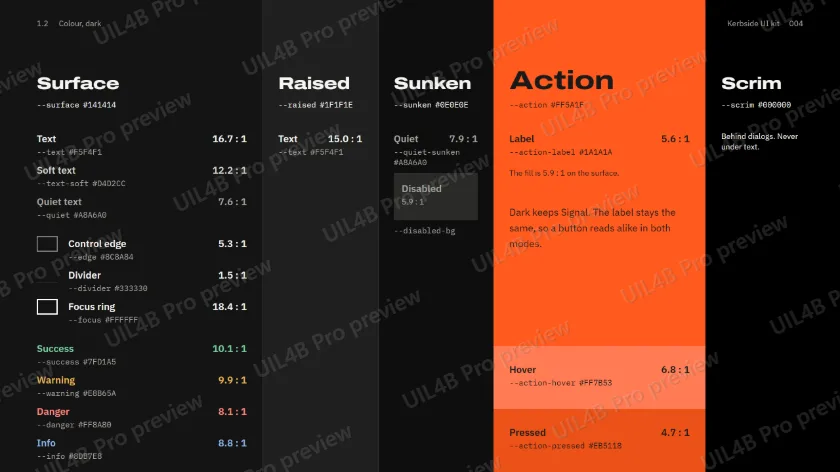 1.2 Colour, dark
Kerbside UI kit 004
Surface
--surface #141414
Text 16.7 : 1
--text #F5F4F1
Soft text 12.2 : 1
--text-soft #D4D2CC
Quiet text 7.6 : 1
--quiet #A8A6A0
Control edge 5.3 : 1
--edge #8C8A84
Divider 1.5 : 1
--divider #333330
Focus ring 18.4 : 1
--focus #FFFFFF
Success 10.1 : 1
--success #7FD1A5
Warning 9.9 : 1
--warning #E0B65A
Danger 8.1 : 1
--danger #FF8A80
Info 8.8 : 1
--info #8DB7E8
Raised
--raised #1F1F1E
Text 15.0 : 1
--text #F5F4F1
Sunken
--sunken #0E0E0E
Quiet 7.9 : 1
--quiet-sunken
#A8A6A0
Disabled
5.9 : 1
--disabled-bg
Action
--action #FF5A1F
Label 5.6 : 1
--action-label #1A1A1A
The fill is 5.9 : 1 on the surface.
Dark keeps Signal. The label stays the
same, so a button reads alike in both
modes.
Hover 6.8 : 1
--action-hover #FF7B53
Pressed 4.7 : 1
--action-pressed #EB5118
Scrim
--scrim #000000
Behind dialogs. Never
under text.
UIL4B Pro preview